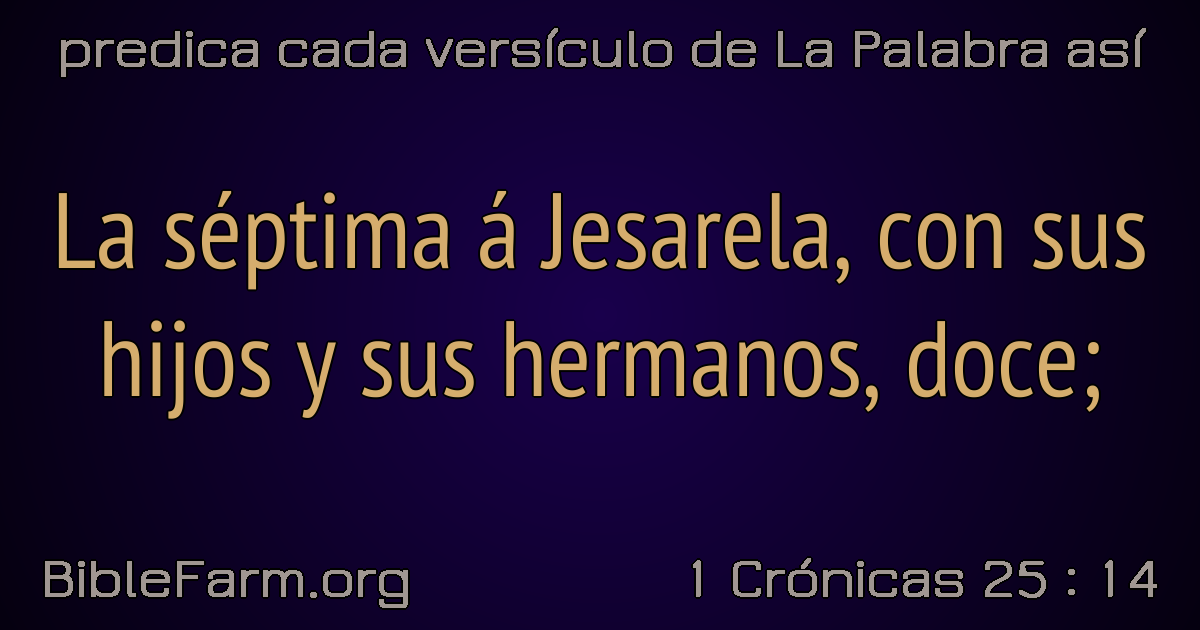 predica cada versículo de La Palabra así
La séptima á Jesarela, con sus
hijos y sus hermanos, doce;
BibleFarm.org
1 Crónicas 25 : 14